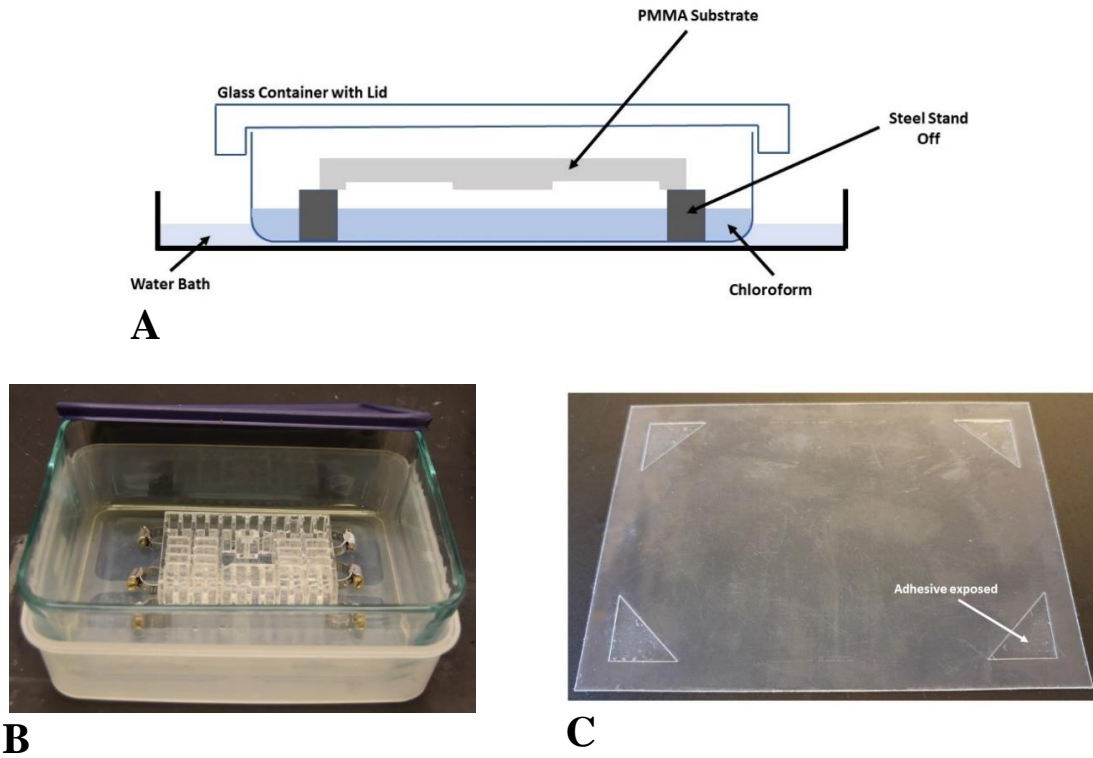 PMMA Substrate
Glass Container with Lid
Steel Stand
Off
Water Bath
Chloroform
A
Adhesive exposed
B
C